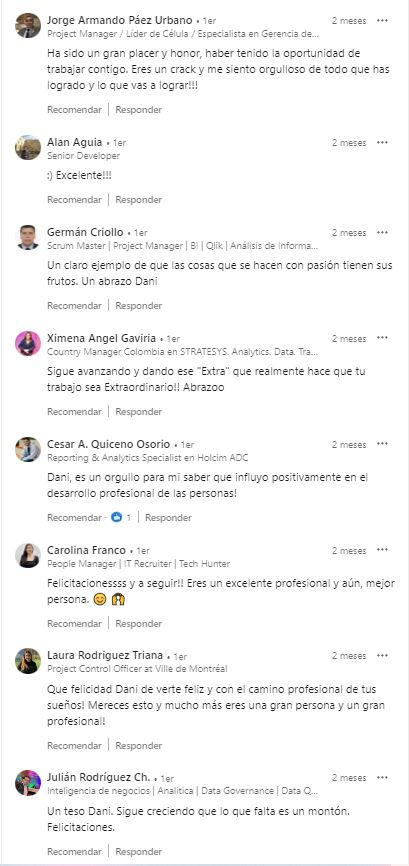 Jorge Armando Páez Urbano • 1er 2 meses ...
Project Manager / Líder de Célula / Especialista en Gerencia de...
Ha sido un gran placer y honor, haber tenido la oportunidad de
trabajar contigo. Eres un crack y me siento orgulloso de todo que has
logrado y lo que vas a lograr!!!
Recomendar | Responder
Alan Aguia • 1er 2 meses ...
Senior Developer
:) Excelente!!!
Recomendar | Responder
Germán Criollo • 1er 2 meses ...
Scrum Master | Project Manager | BI | Qlik | Análisis de Informa...
Un claro ejemplo de que las cosas que se hacen con pasión tienen sus
frutos. Un abrazo Dani
Recomendar | Responder
Ximena Angel Gaviria • 1er 2 meses ...
Country Manager Colombia en STRATESYS. Analytics. Data. Tra...
Sigue avanzando y dando ese "Extra" que realmente hace que tu
trabajo sea Extraordinario!! Abrazoo
Recomendar | Responder
Cesar A. Quiceno Osorio • 1er 2 meses ...
Reporting & Analytics Specialist en Holcim ADC
Dani, es un orgullo para mi saber que influyo positivamente en el
desarrollo profesional de las personas!
Recomendar · 👍 1 | Responder
Carolina Franco • 1er 2 meses ...
People Manager | IT Recruiter | Tech Hunter
Felicitacionessss y a seguir!! Eres un excelente profesional y aún, mejor
persona. 😊 🙌
Recomendar | Responder
Laura Rodriguez Triana • 1er 2 meses ...
Project Control Officer at Ville de Montréal
Que felicidad Dani de verte feliz y con el camino profesional de tus
sueños! Mereces esto y mucho más eres una gran persona y un gran
profesional!
Recomendar | Responder
Julián Rodríguez Ch. • 1er 2 meses ...
Inteligencia de negocios | Analítica | Data Governance | Data Q...
Un teso Dani. Sigue creciendo que lo que falta es un montón.
Felicitaciones.
Recomendar | Responder